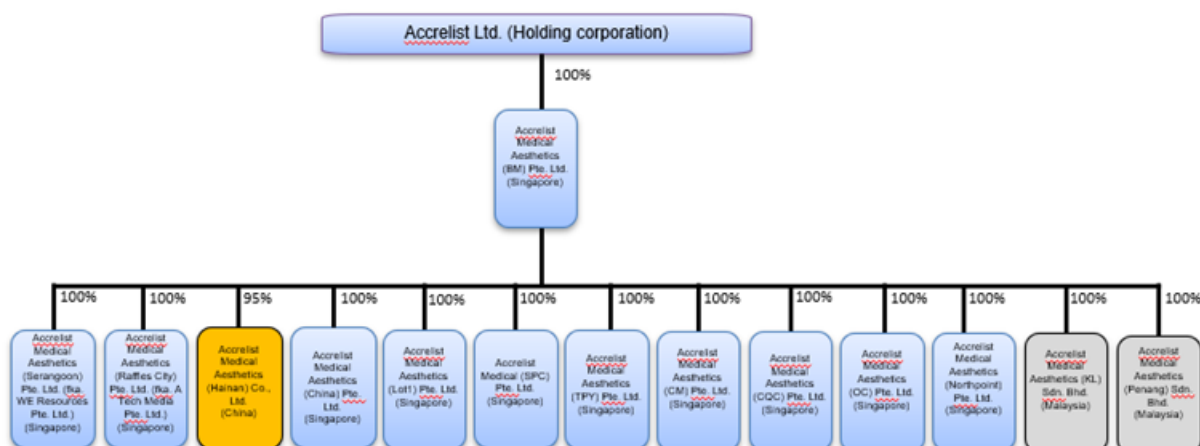 Accrelist Ltd. (Holding corporation)
100%
Accrelist
Medical
Aesthetics
(BM) Pte. Ltd.
(Singapore)
100%
100%
95%
100%
100%
100%
100%
100%
100%
100%
100%
100%
100%
Accrelist
Medical
Aesthetics
(Serangoon)
Pte. Ltd. (fka.
WE Resources
Pte. Ltd.)
(Singapore)
Accrelist
Medical
Aesthetics
(Raffles City)
Pte. Ltd. (fka. A
Tech Media
Pte. Ltd.)
(Singapore)
Accrelist
Medical
Aesthetics
(Hainan) Co.,
Ltd.
(China)
Accrelist
Medical
Aesthetics
(China) Pte.
Ltd.
(Singapore)
Accrelist
Medical
Aesthetics
(Lot1) Pte. Ltd.
(Singapore)
Accrelist
Medical (SPC)
Pte. Ltd.
(Singapore)
Accrelist
Medical
Aesthetics
(TPY) Pte. Ltd.
(Singapore)
Accrelist
Medical
Aesthetics
(CM) Pte. Ltd.
(Singapore)
Accrelist
Medical
Aesthetics
(CQC) Pte. Ltd.
(Singapore)
Accrelist
Medical
Aesthetics
(OC) Pte. Ltd.
(Singapore)
Accrelist
Medical
Aesthetics
(Northpoint)
Pte. Ltd.
(Singapore)
Accrelist
Medical
Aesthetics (KL)
Sdn. Bhd.
(Malaysia)
Accrelist
Medical
Aesthetics
(Penang) Sdn.
Bhd.
(Malaysia)